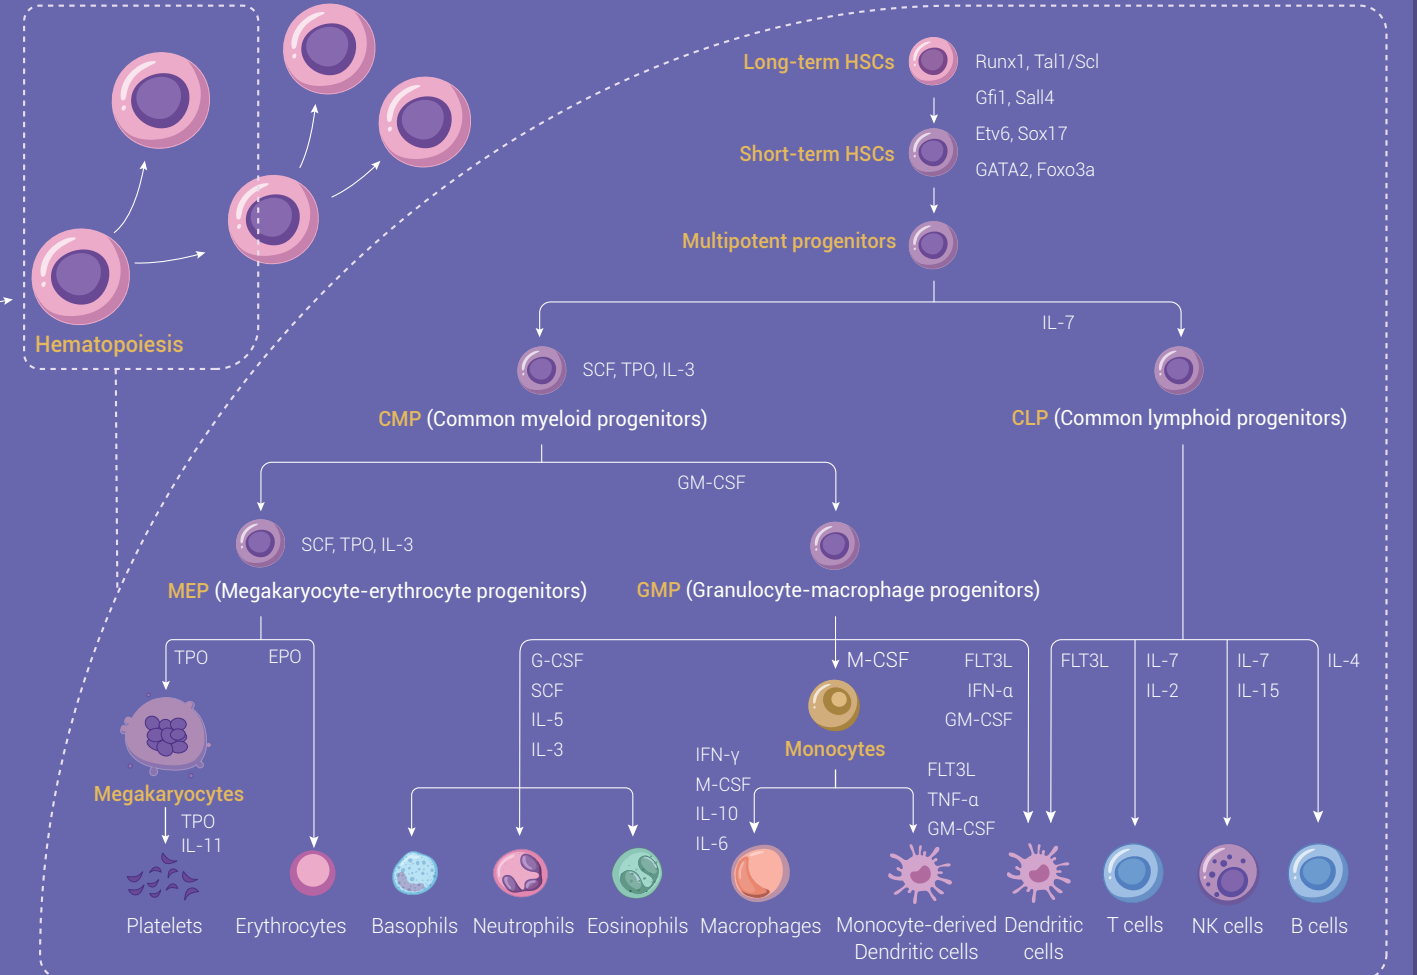 Hematopoiesis
Long-term HSCs
Runx1, Tal1/Scl
Gfi1, Sall4
Short-term HSCs
Etv6, Sox17
GATA2, Foxo3a
Multipotent progenitors
IL-7
SCF, TPO, IL-3
CMP (Common myeloid progenitors)
CLP (Common lymphoid progenitors)
GM-CSF
SCF, TPO, IL-3
MEP (Megakaryocyte-erythrocyte progenitors)
GMP (Granulocyte-macrophage progenitors)
TPO
EPO
Megakaryocytes
TPO
IL-11
G-CSF
SCF
IL-5
IL-3
M-CSF
Monocytes
IFN-γ
M-CSF
IL-10
IL-6
FLT3L
IFN-α
GM-CSF
FLT3L
TNF-α
GM-CSF
FLT3L
IL-7
IL-2
IL-7
IL-15
IL-4
Platelets
Erythrocytes
Basophils
Neutrophils
Eosinophils
Macrophages
Monocyte-derived
Dendritic cells
Dendritic
cells
T cells
NK cells
B cells